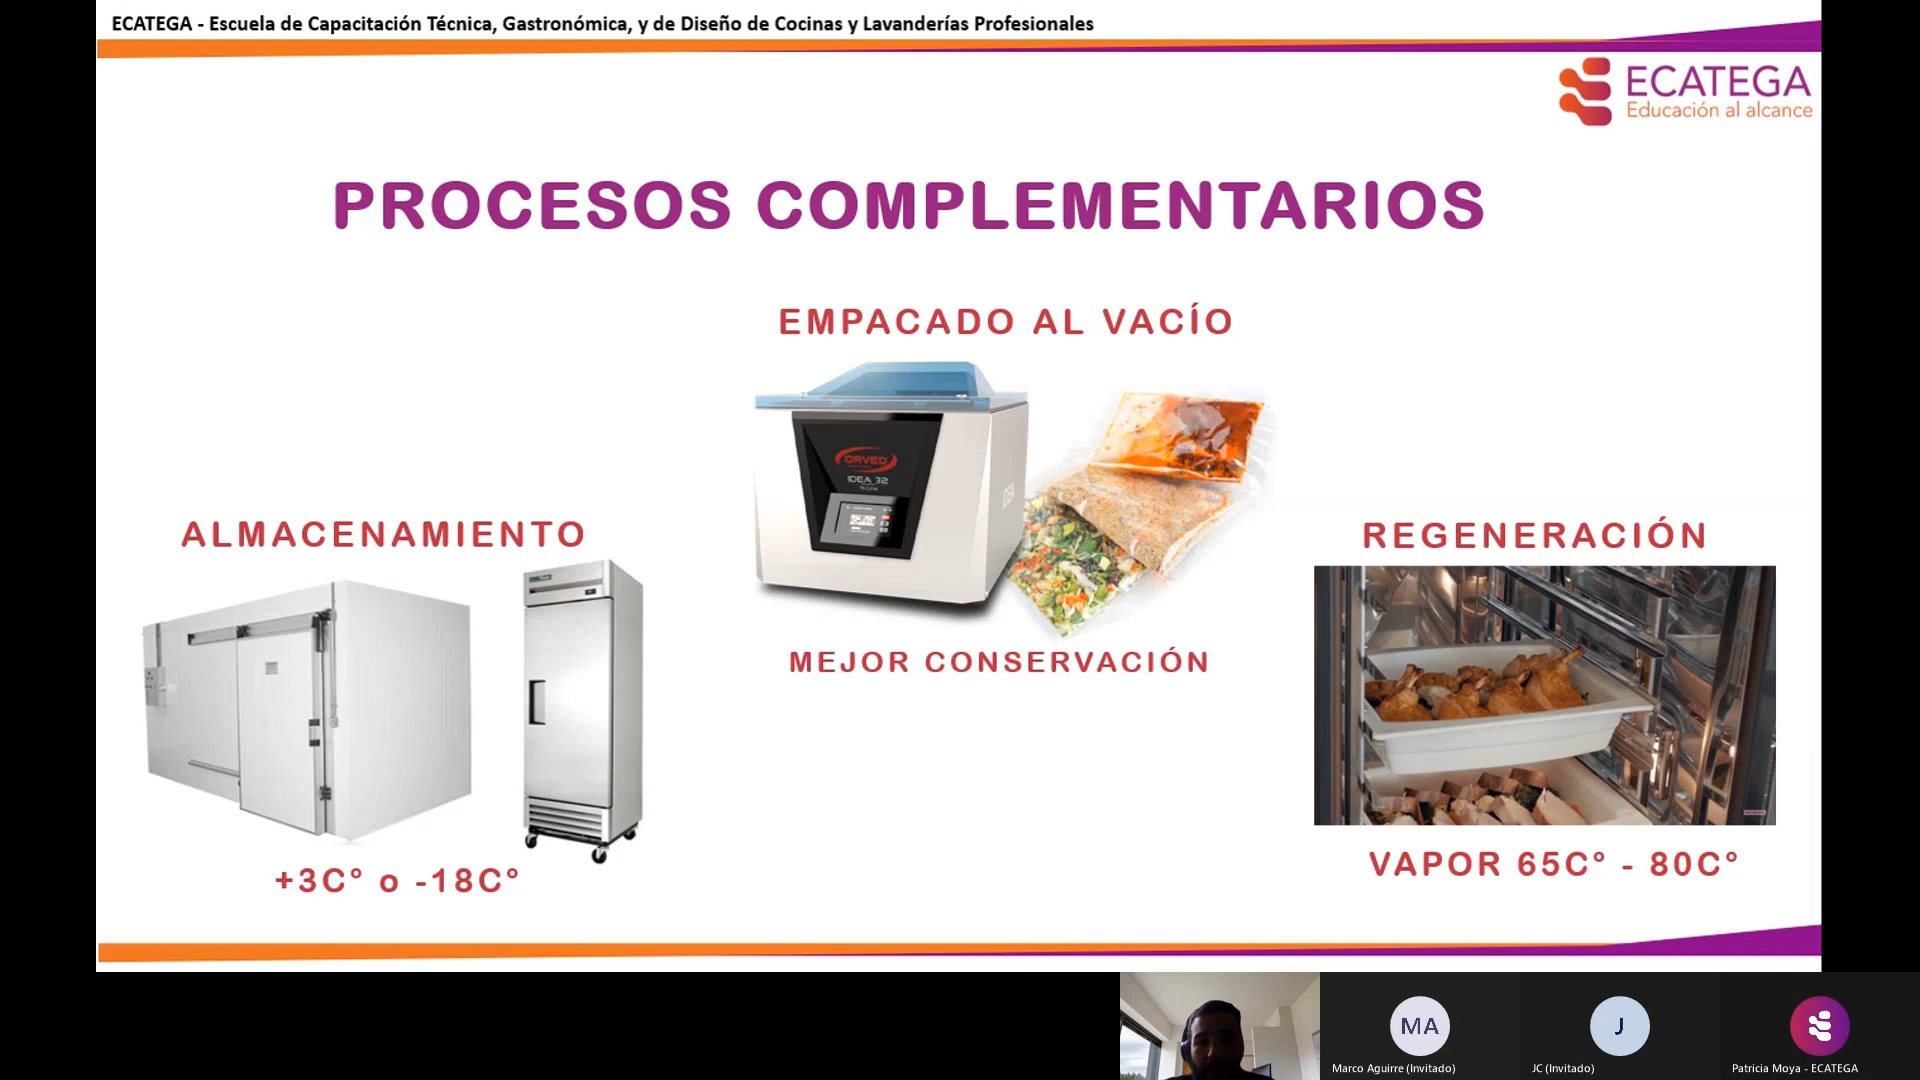 ECATEGA - Escuela de Capacitación Técnica, Gastronómica, y de Diseño de Cocinas y Lavanderías Profesionales
ECATEGA
Educación al alcance
PROCESOS COMPLEMENTARIOS
EMPACADO AL VACÍO
ORVED
IDEA 32
IDEA
MEJOR CONSERVACIÓN
ALMACENAMIENTO
+3C° o -18C°
REGENERACIÓN
VAPOR 65C° - 80C°
MA
J
Marco Aguirre (Invitado)
JC (Invitado)
Patricia Moya - ECATEGA